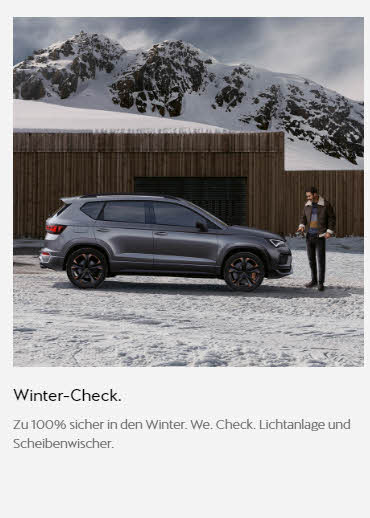 Winter-Check.
Zu 100% sicher in den Winter. We. Check. Lichtanlage und
Scheibenwischer.